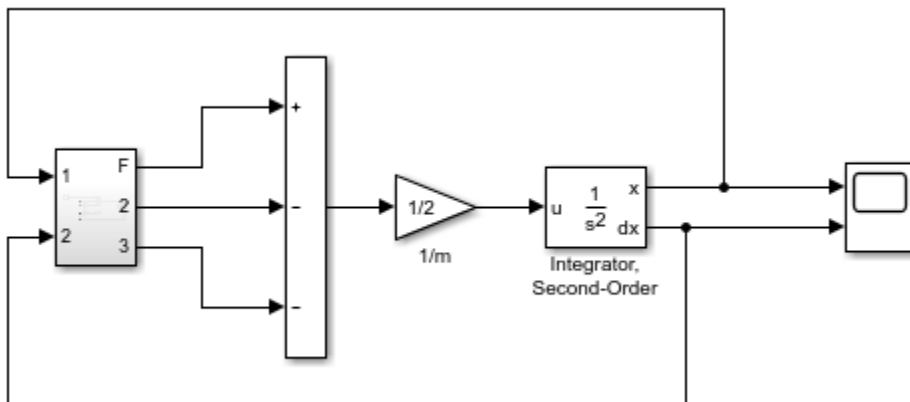 1
2
F
2
3
+
−
−
1/2
1/m
u
1
s2
x
dx
Integrator,
Second-Order